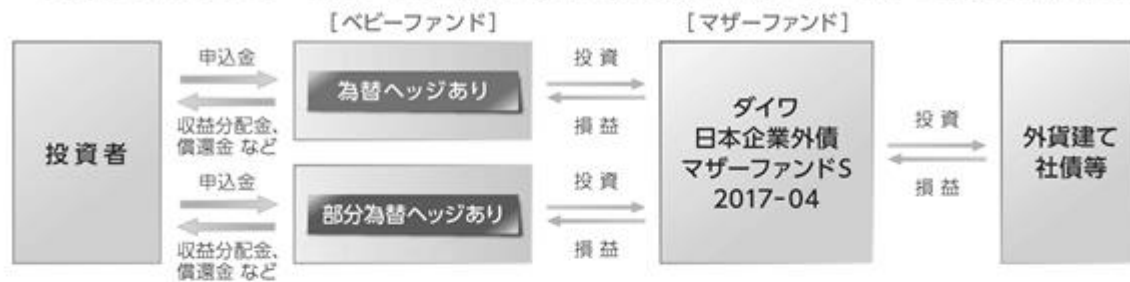 [ベビーファンド]
[マザーファンド]
投資者
申込金
収益分配金、
償還金 など
申込金
収益分配金、
償還金 など
為替ヘッジあり
部分為替ヘッジあり
投資
損益
投資
損益
ダイワ
日本企業外債
マザーファンドS
2017-04
投資
損益
外貨建て
社債等